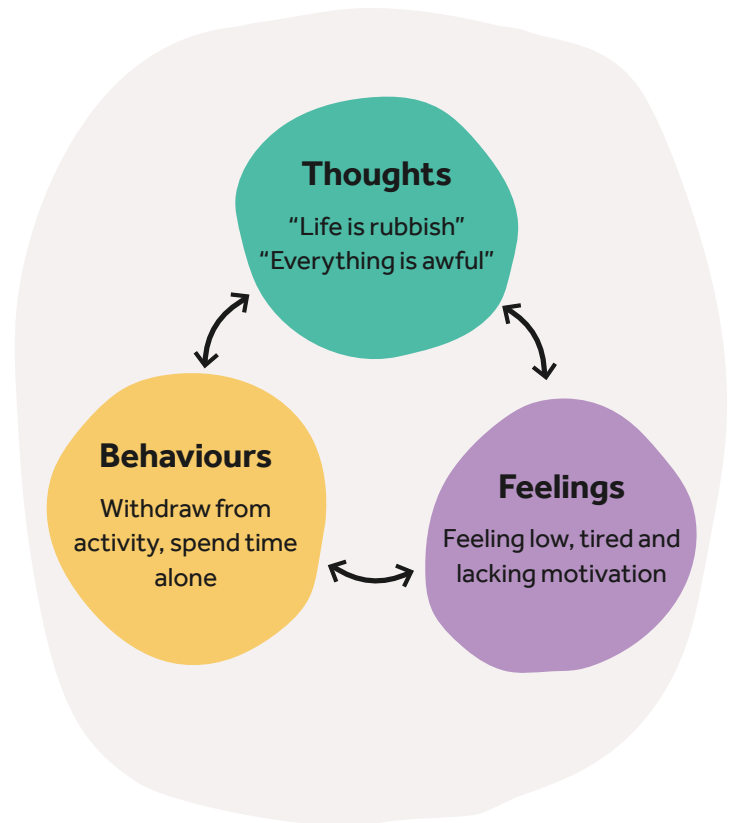 Thoughts
“Life is rubbish”
“Everything is awful”
Behaviours
Withdraw from
activity, spend time
alone
Feelings
Feeling low, tired and
lacking motivation